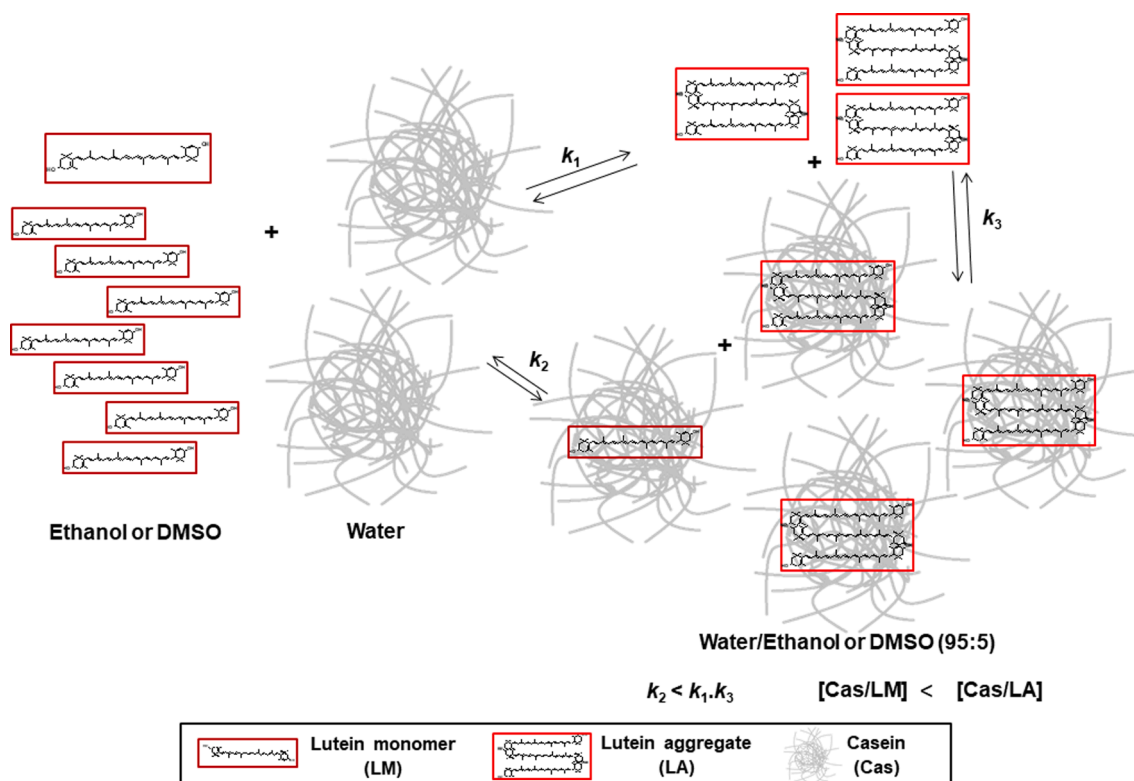 +
k₁
+
k₃
+
k₂
Ethanol or DMSO
Water
Water/Ethanol or DMSO (95:5)
k₂ < k₁.k₃
[Cas/LM] < [Cas/LA]
Lutein monomer
(LM)
Lutein aggregate
(LA)
Casein
(Cas)